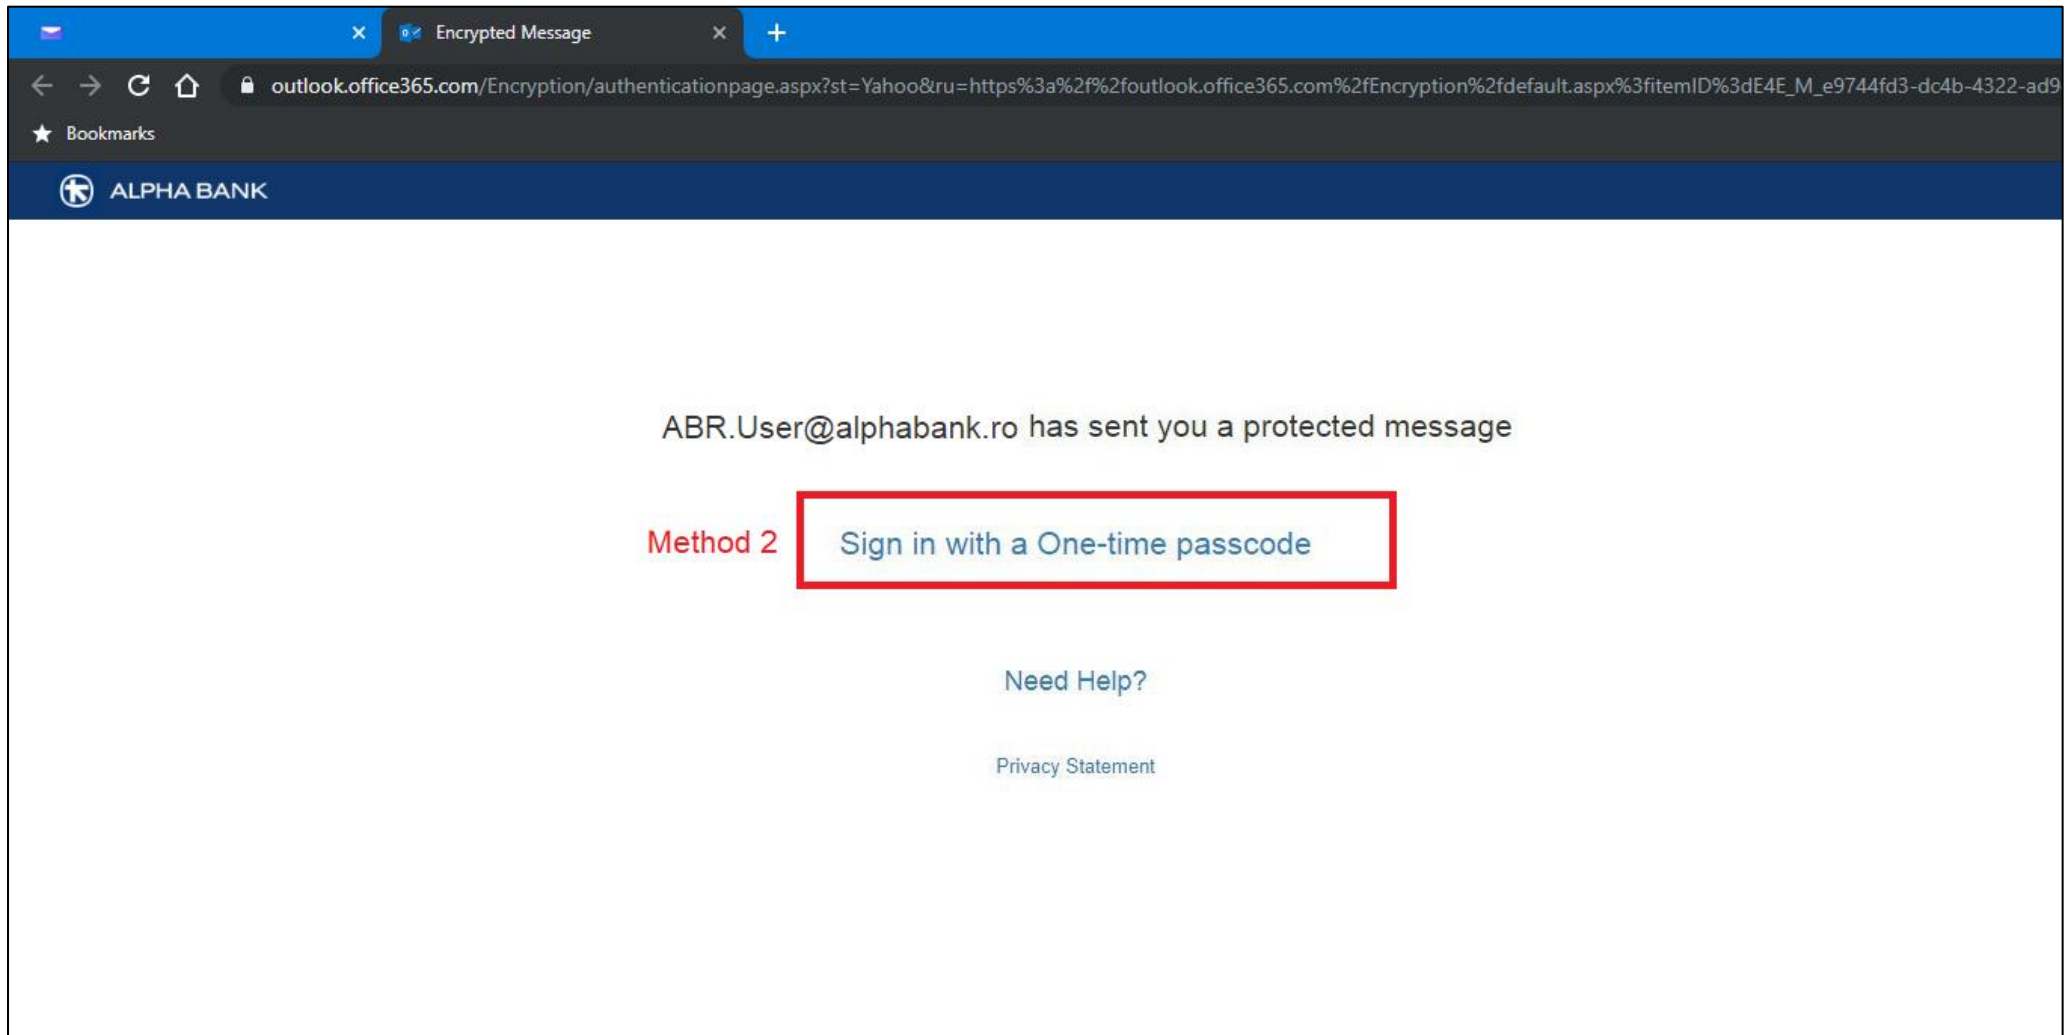 Encrypted Message
outlook.office365.com/Encryption/authenticationpage.aspx?st=Yahoo&ru=https%3a%2f%2foutlook.office365.com%2fEncryption%2fdefault.aspx%3fitemID%3dE4E_M_e9744fd3-dc4b-4322-ad9
Bookmarks
ALPHA BANK
ABR.User@alphabank.ro has sent you a protected message
Method 2 Sign in with a One-time passcode
Need Help?
Privacy Statement